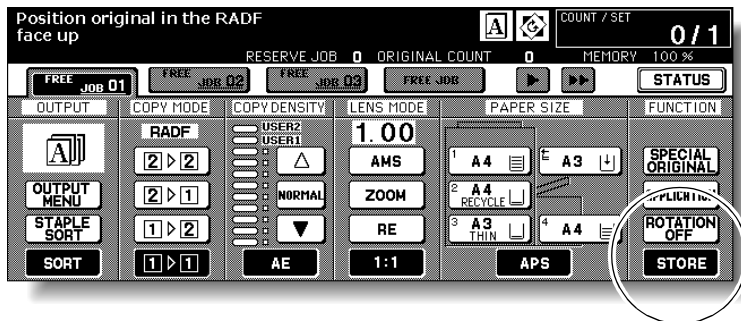 Position original in the RADF
face up
A
COUNT / SET
0 / 1
RESERVE JOB 0 ORIGINAL COUNT 0 MEMORY 100 %
FREE JOB 01
FREE JOB 02
FREE JOB 03
FREE JOB
STATUS
OUTPUT COPY MODE COPY DENSITY LENS MODE PAPER SIZE FUNCTION
A
RADF
USER2
USER1
1.00
2 2
AMS
1 A4
A3
SPECIAL
ORIGINAL
OUTPUT
MENU
2 1
NORMAL
ZOOM
2 A4
RECYCLE
APPLICATION
STAPLE
SORT
1 2
RE
3 A3
THIN
4 A4
ROTATION
OFF
SORT
1 1
AE
1:1
APS
STORE